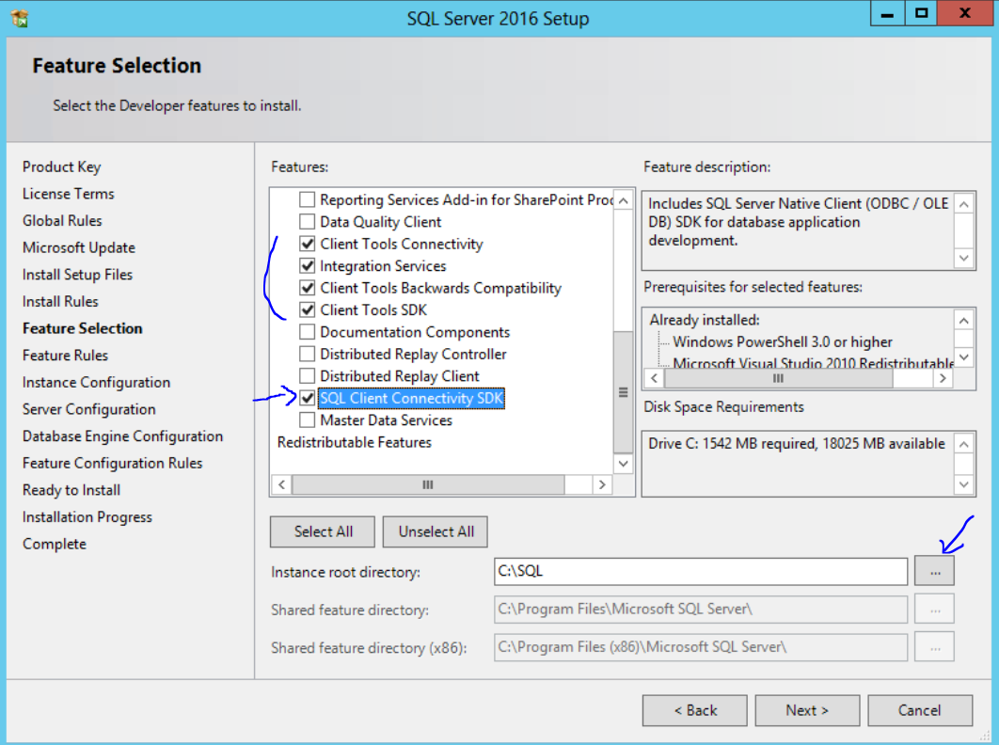 SQL Server 2016 Setup
Feature Selection
Select the Developer features to install.
Product Key
License Terms
Global Rules
Microsoft Update
Install Setup Files
Install Rules
Feature Selection
Feature Rules
Instance Configuration
Server Configuration
Database Engine Configuration
Feature Configuration Rules
Ready to Install
Installation Progress
Complete
Features:
Reporting Services Add-in for SharePoint Proc
Data Quality Client
Client Tools Connectivity
Integration Services
Client Tools Backwards Compatibility
Client Tools SDK
Documentation Components
Distributed Replay Controller
Distributed Replay Client
SQL Client Connectivity SDK
Master Data Services
Redistributable Features
Feature description:
Includes SQL Server Native Client (ODBC / OLE
DB) SDK for database application
development.
Prerequisites for selected features:
Already installed:
Windows PowerShell 3.0 or higher
Microsoft Visual Studio 2010 Redistributable
Disk Space Requirements
Drive C: 1542 MB required, 18025 MB available
Select All
Unselect All
Instance root directory:
C:\SQL
...
Shared feature directory:
C:\Program Files\Microsoft SQL Server\
...
Shared feature directory (x86):
C:\Program Files (x86)\Microsoft SQL Server\
...
< Back
Next >
Cancel